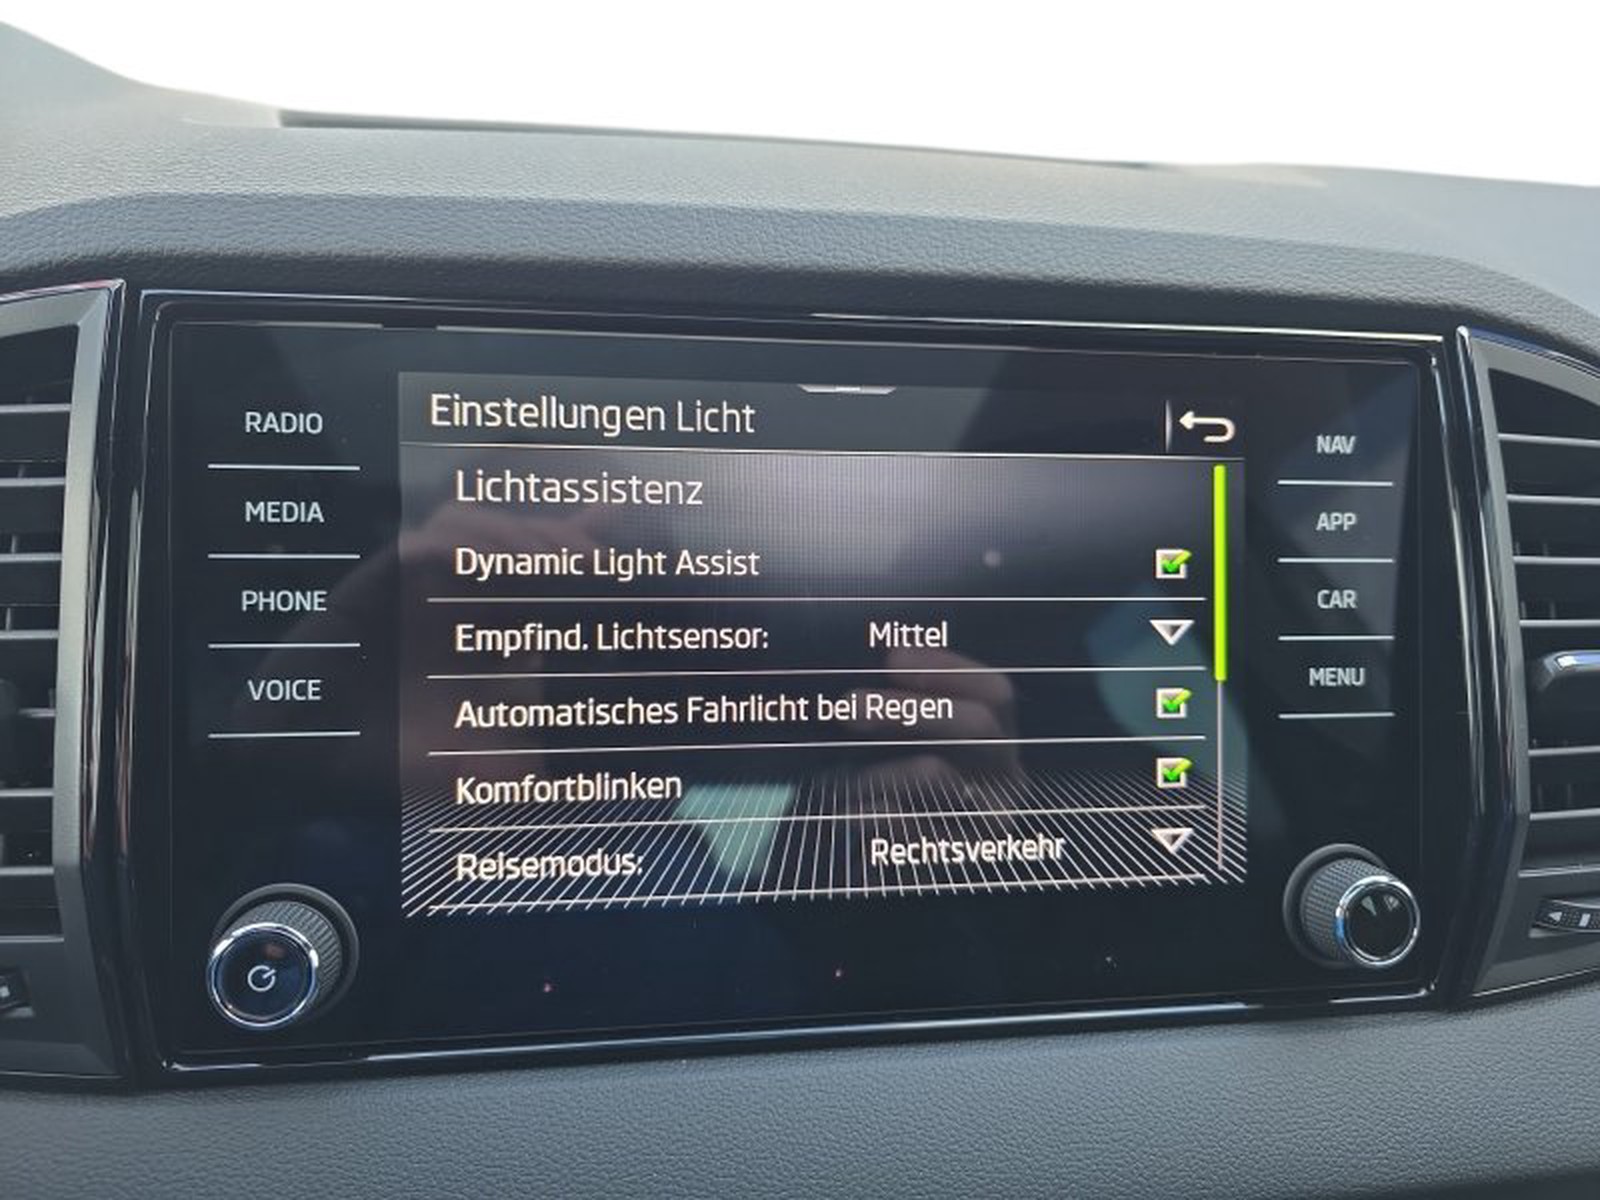 RADIO
MEDIA
PHONE
VOICE
Einstellungen Licht
Lichtassistenz
Dynamic Light Assist
Empfind. Lichtsensor: Mittel
Automatisches Fahrlicht bei Regen
Komfortblinken
Reisemodus: Rechtsverkehr
NAV
APP
CAR
MENU